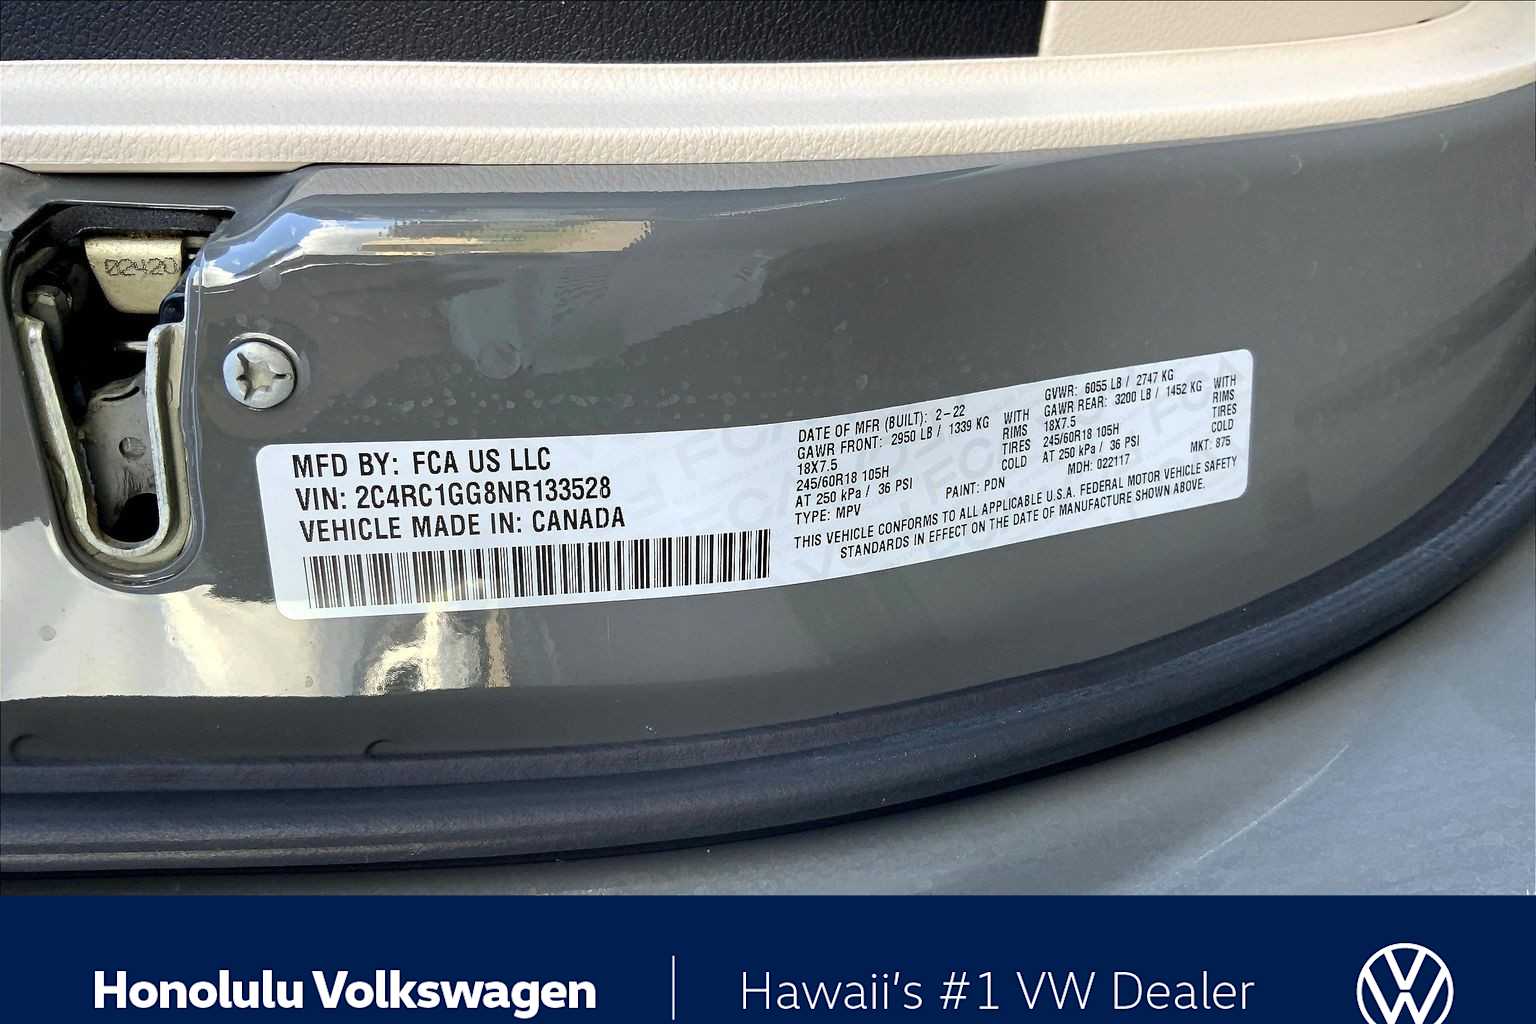 02420
MFD BY: FCA US LLC
VIN: 2C4RC1GG8NR133528
VEHICLE MADE IN: CANADA
DATE OF MFR (BUILT): 2-22
GAWR FRONT: 2950 LB / 1339 KG WITH
18X7.5 RIMS
245/60R18 105H TIRES
AT 250 kPa / 36 PSI COLD
TYPE: MPV PAINT: PDN
GVWR: 6055 LB / 2747 KG
GAWR REAR: 3200 LB / 1452 KG WITH
18X7.5 RIMS
245/60R18 105H TIRES
AT 250 kPa / 36 PSI COLD
MDH: 022117 MKT: 875
THIS VEHICLE CONFORMS TO ALL APPLICABLE U.S.A. FEDERAL MOTOR VEHICLE SAFETY
STANDARDS IN EFFECT ON THE DATE OF MANUFACTURE SHOWN ABOVE.
Honolulu Volkswagen
Hawaii's #1 VW Dealer